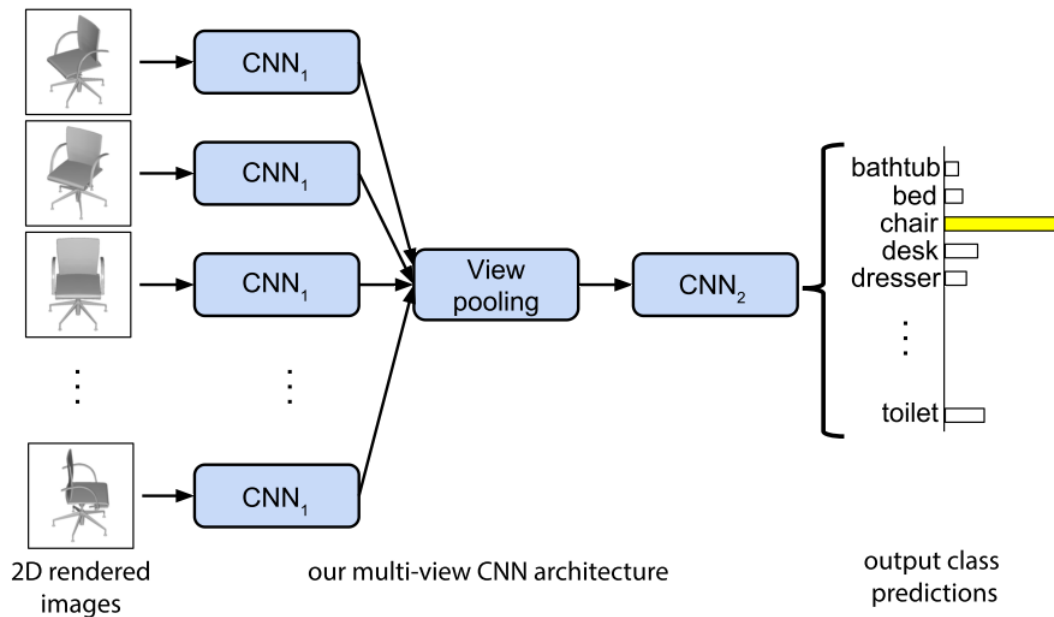 CNN₁
CNN₁
CNN₁
CNN₁
View
pooling
CNN₂
bathtub
bed
chair
desk
dresser
toilet
2D rendered
images
our multi-view CNN architecture
output class
predictions